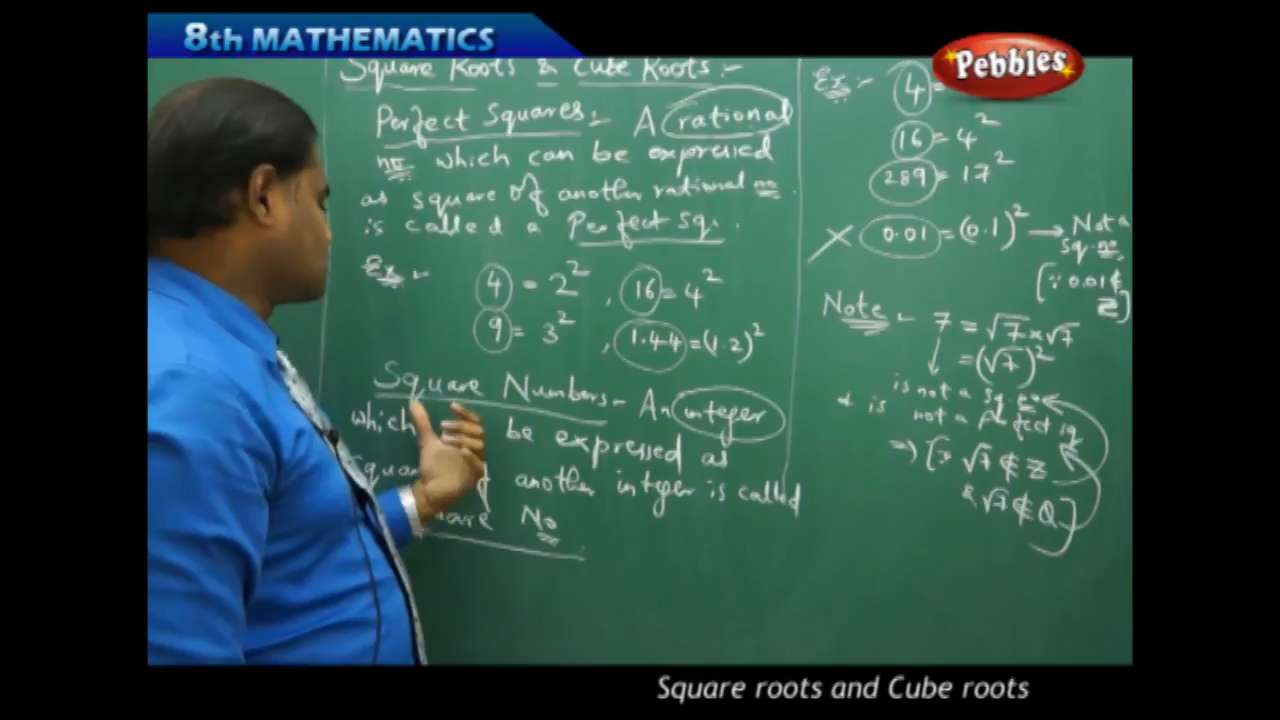 8th MATHEMATICS
Pebbles
Square Roots & Cube Roots :-
Perfect Squares :- A rational
no which can be expressed
as square of another rational no.
is called a Perfect sq.
Ex :-
4 = 2², 16 = 4²
9 = 3², 1.44 = (1.2)²
Square Numbers :- An integer
which be expressed as
another integer is called
No
Ex :- 4 =
16 = 4²
289 = 17²
× 0.01 = (0.1)² → Not a
sq. no
[∵ 0.01 ∉
Z]
Note :- 7 = √7 × √7
= (√7)²
↓
is not a sq. no
& is not a perfect sq
⇒ [∵ √7 ∉ Z
& √7 ∉ Q]
Square roots and Cube roots